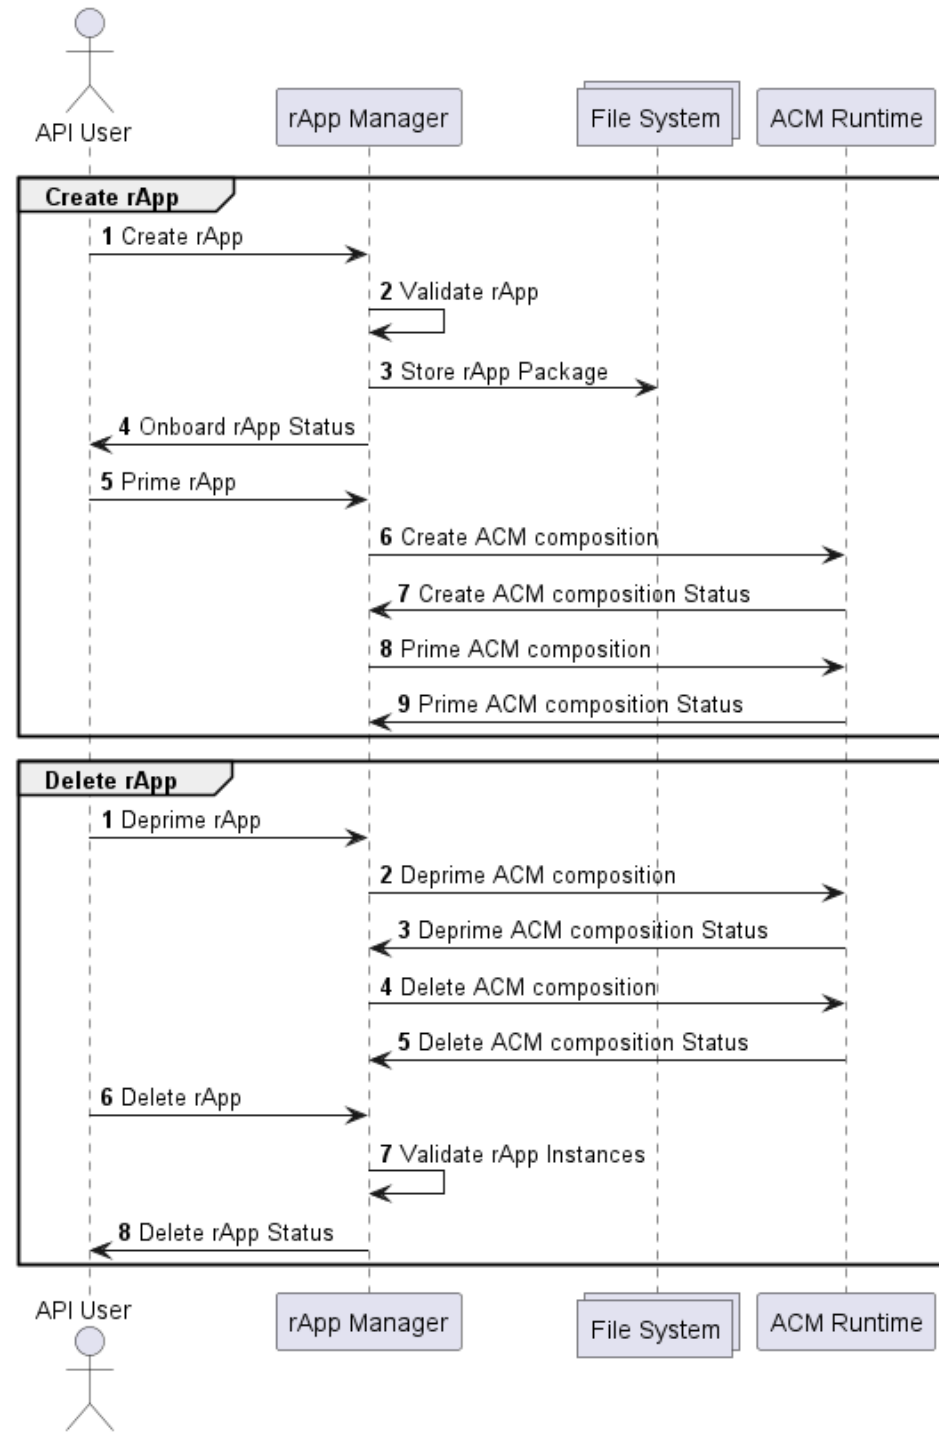 API User
rApp Manager
File System
ACM Runtime
Create rApp
1 Create rApp
2 Validate rApp
3 Store rApp Package
4 Onboard rApp Status
5 Prime rApp
6 Create ACM composition
7 Create ACM composition Status
8 Prime ACM composition
9 Prime ACM composition Status
Delete rApp
1 Deprime rApp
2 Deprime ACM composition
3 Deprime ACM composition Status
4 Delete ACM composition
5 Delete ACM composition Status
6 Delete rApp
7 Validate rApp Instances
8 Delete rApp Status
API User
rApp Manager
File System
ACM Runtime